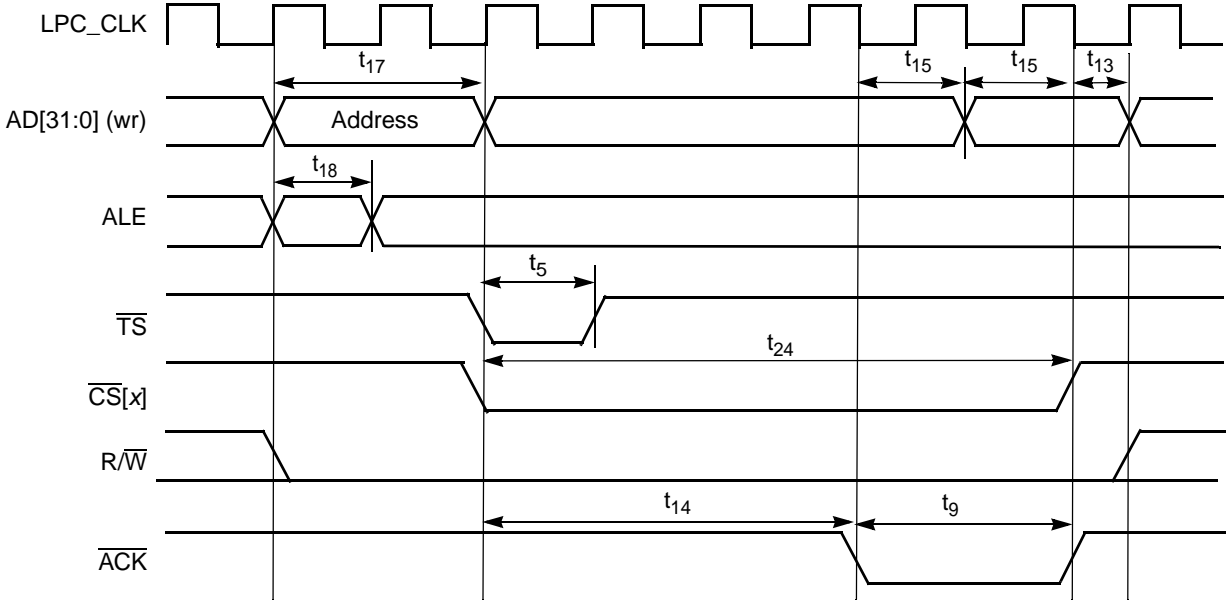 LPC_CLK
t17
t15
t15
t13
AD[31:0] (wr)
Address
t18
ALE
t5
TS
t24
CS[x]
R/W
t14
t9
ACK